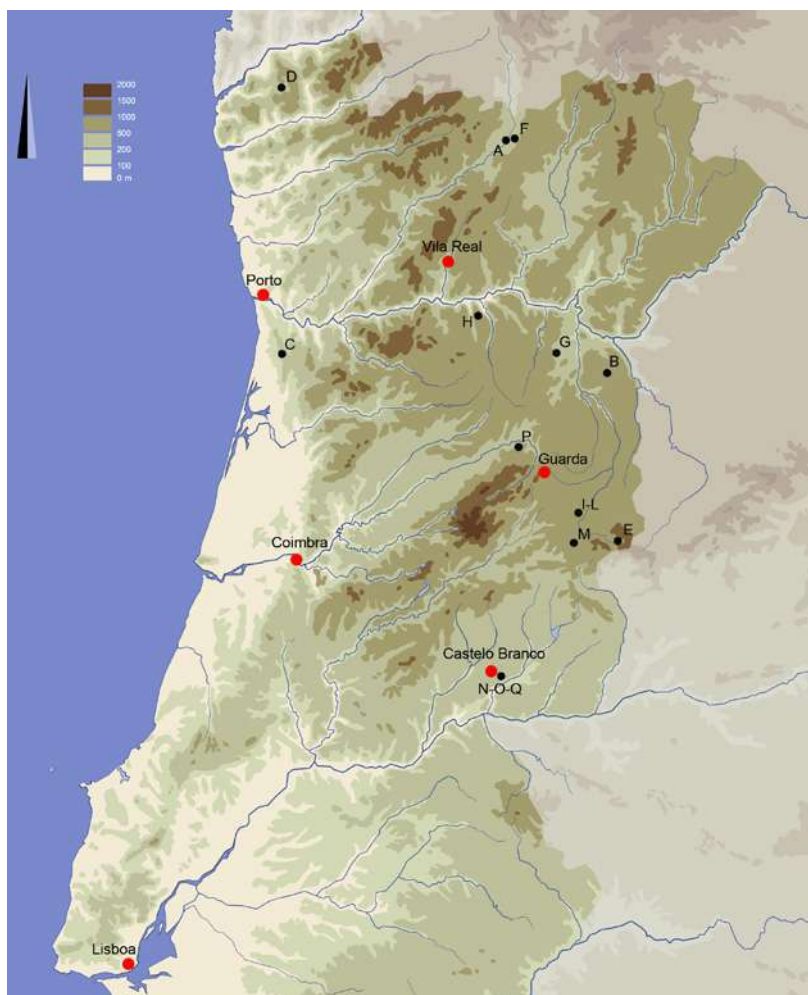 D
2000
1500
1000
500
200
100
0 m
F
A
Vila Real
Porto
H
C
G
B
P
Guarda
I-L
M
E
Coimbra
Castelo Branco
N-O-Q
Lisboa